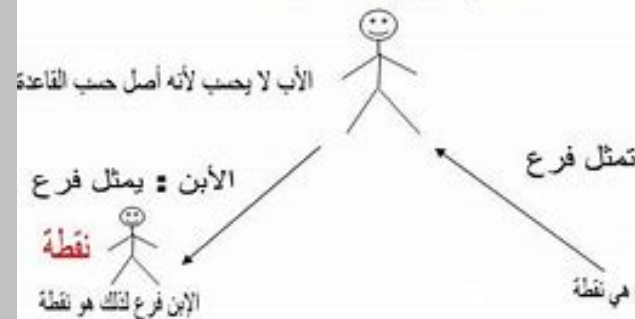 الأب لا يحسب لأنه أصل حسب القاعدة
تمثل فرع
الأبن : يمثل فرع
نقطة
هي نقطة
الإبن فرع لذلك هو نقطة